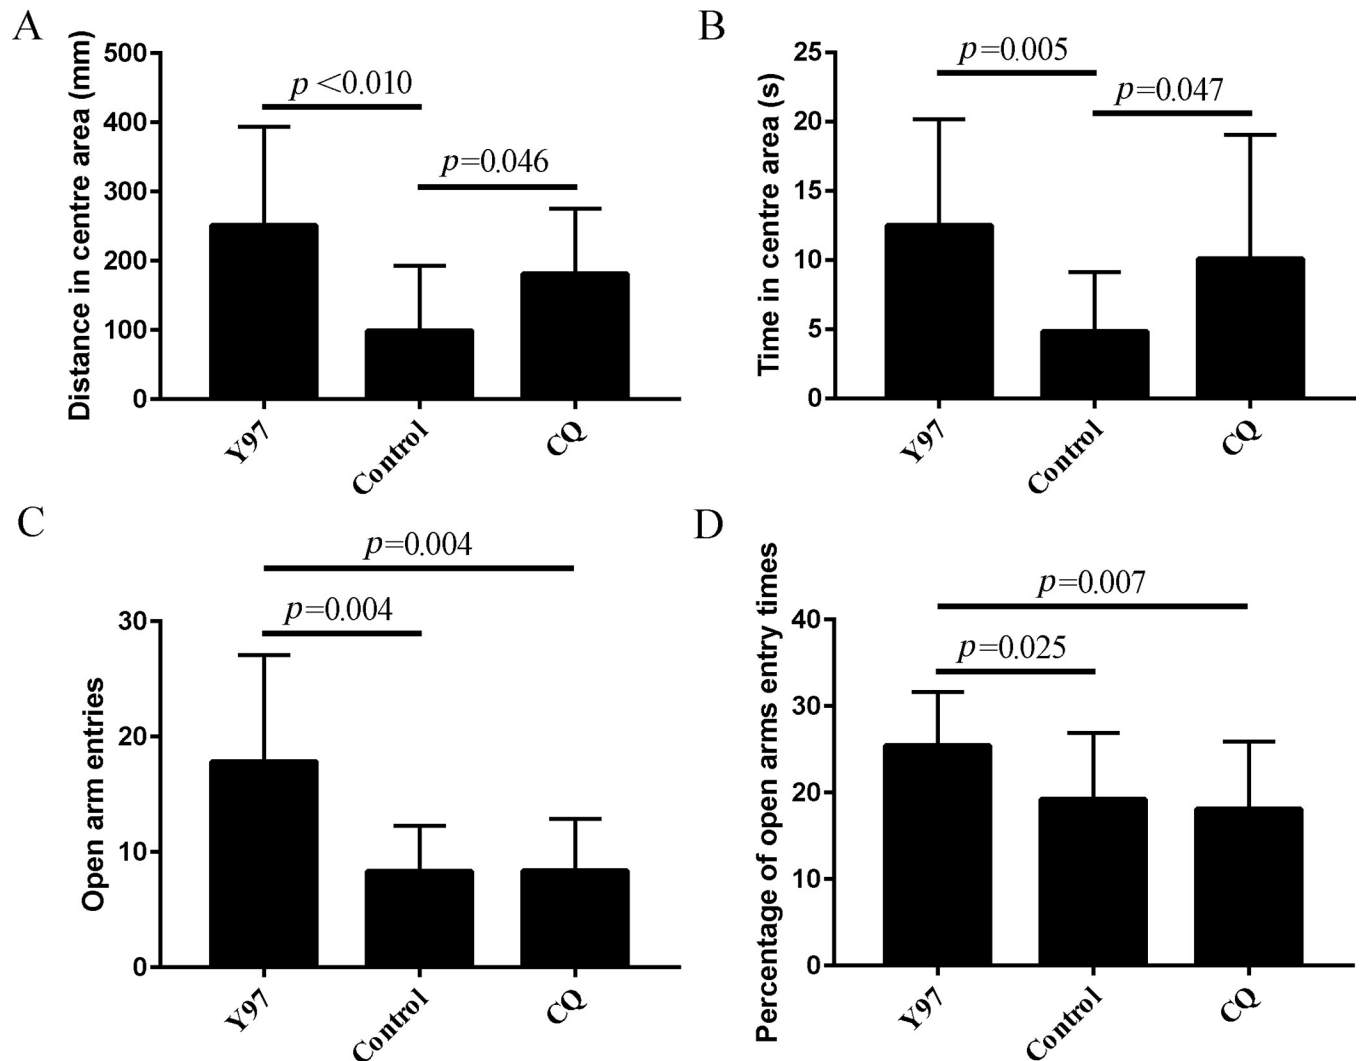 A
Distance in centre area (mm)
500
400
300
200
100
0
p <0.010
p=0.046
Y97
Control
CQ
B
Time in centre area (s)
25
20
15
10
5
0
p=0.005
p=0.047
Y97
Control
CQ
C
Open arm entries
30
20
10
0
p=0.004
p=0.004
Y97
Control
CQ
D
Percentage of open arms entry times
40
30
20
10
0
p=0.007
p=0.025
Y97
Control
CQ